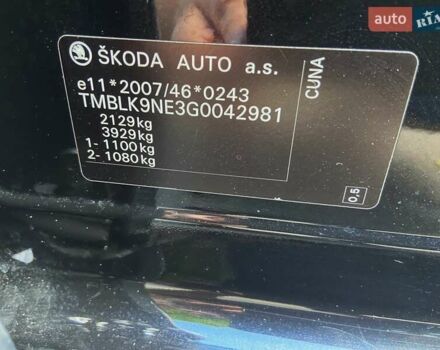 auto
RIA
ŠKODA AUTO a.s.
e11*2007/46*0243
TMBLK9NE3G0042981
2129kg
3929kg
1- 1100kg
2- 1080kg
CUNA
0,5